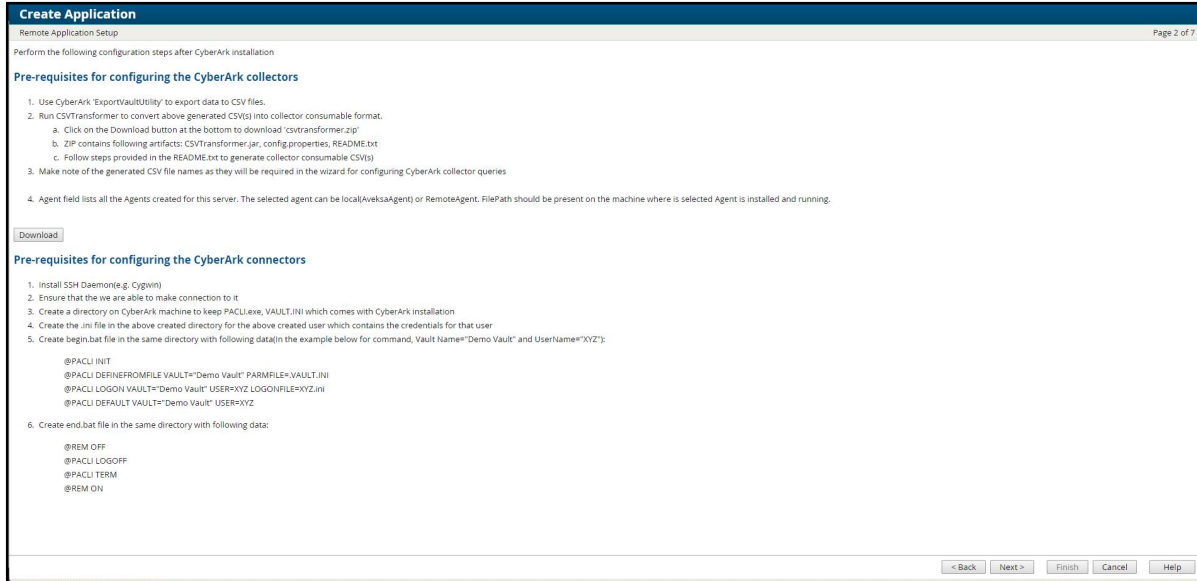 Create Application
Remote Application Setup
Page 2 of 7
Perform the following configuration steps after CyberArk installation
Pre-requisites for configuring the CyberArk collectors
1. Use CyberArk 'ExportVaultUtility' to export data to CSV files.
2. Run CSVTransformer to convert above generated CSV(s) into collector consumable format.
a. Click on the Download button at the bottom to download 'csvtransformer.zip'
b. ZIP contains following artifacts: CSVTransformer.jar, config.properties, README.txt
c. Follow steps provided in the README.txt to generate collector consumable CSV(s)
3. Make note of the generated CSV file names as they will be required in the wizard for configuring CyberArk collector queries
4. Agent field lists all the Agents created for this server. The selected agent can be local(AveksaAgent) or RemoteAgent. FilePath should be present on the machine where is selected Agent is installed and running.
Download
Pre-requisites for configuring the CyberArk connectors
1. Install SSH Daemon(e.g. Cygwin)
2. Ensure that the we are able to make connection to it
3. Create a directory on CyberArk machine to keep PACLI.exe, VAULT.INI which comes with CyberArk installation
4. Create the .ini file in the above created directory for the above created user which contains the credentials for that user
5. Create begin.bat file in the same directory with following data(In the example below for command, Vault Name="Demo Vault" and UserName="XYZ"):
@PACLI INIT
@PACLI DEFINEFROMFILE VAULT="Demo Vault" PARMFILE=.VAULT.INI
@PACLI LOGON VAULT="Demo Vault" USER=XYZ LOGONFILE=XYZ.ini
@PACLI DEFAULT VAULT="Demo Vault" USER=XYZ
6. Create end.bat file in the same directory with following data:
@REM OFF
@PACLI LOGOFF
@PACLI TERM
@REM ON
< Back
Next >
Finish
Cancel
Help